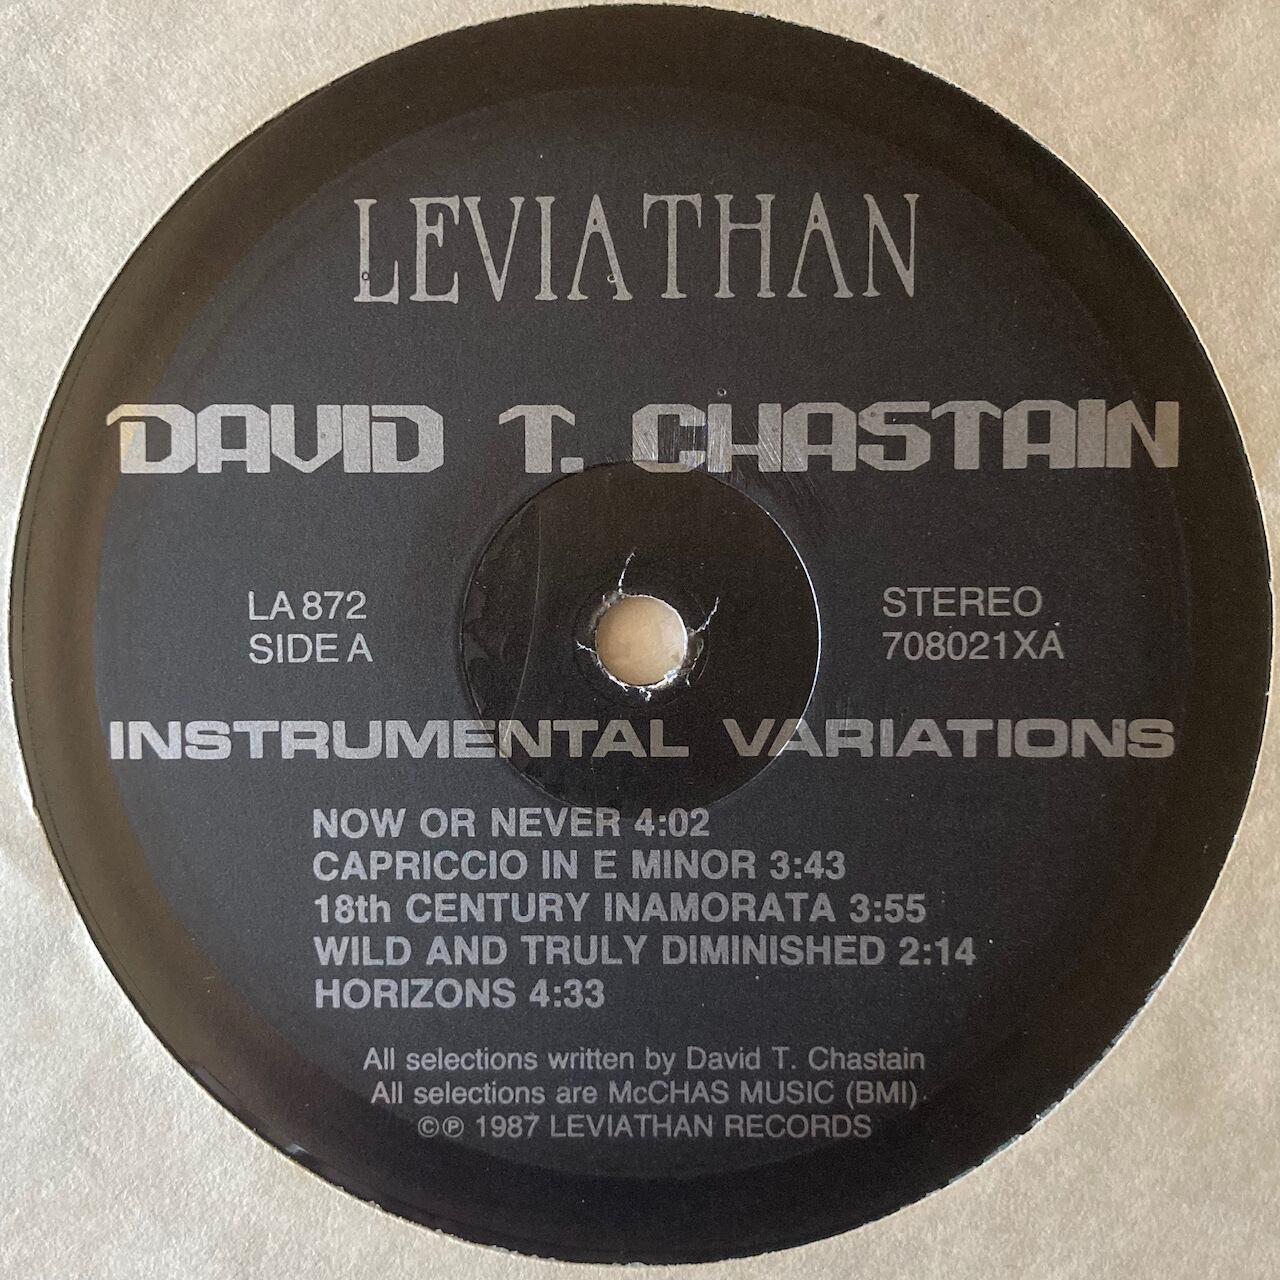 LEVIATHAN
DAVID T. CHASTAIN
LA 872
SIDE A
STEREO
708021XA
INSTRUMENTAL VARIATIONS
NOW OR NEVER 4:02
CAPRICCIO IN E MINOR 3:43
18th CENTURY INAMORATA 3:55
WILD AND TRULY DIMINISHED 2:14
HORIZONS 4:33
All selections written by David T. Chastain
All selections are McCHAS MUSIC (BMI).
©℗ 1987 LEVIATHAN RECORDS